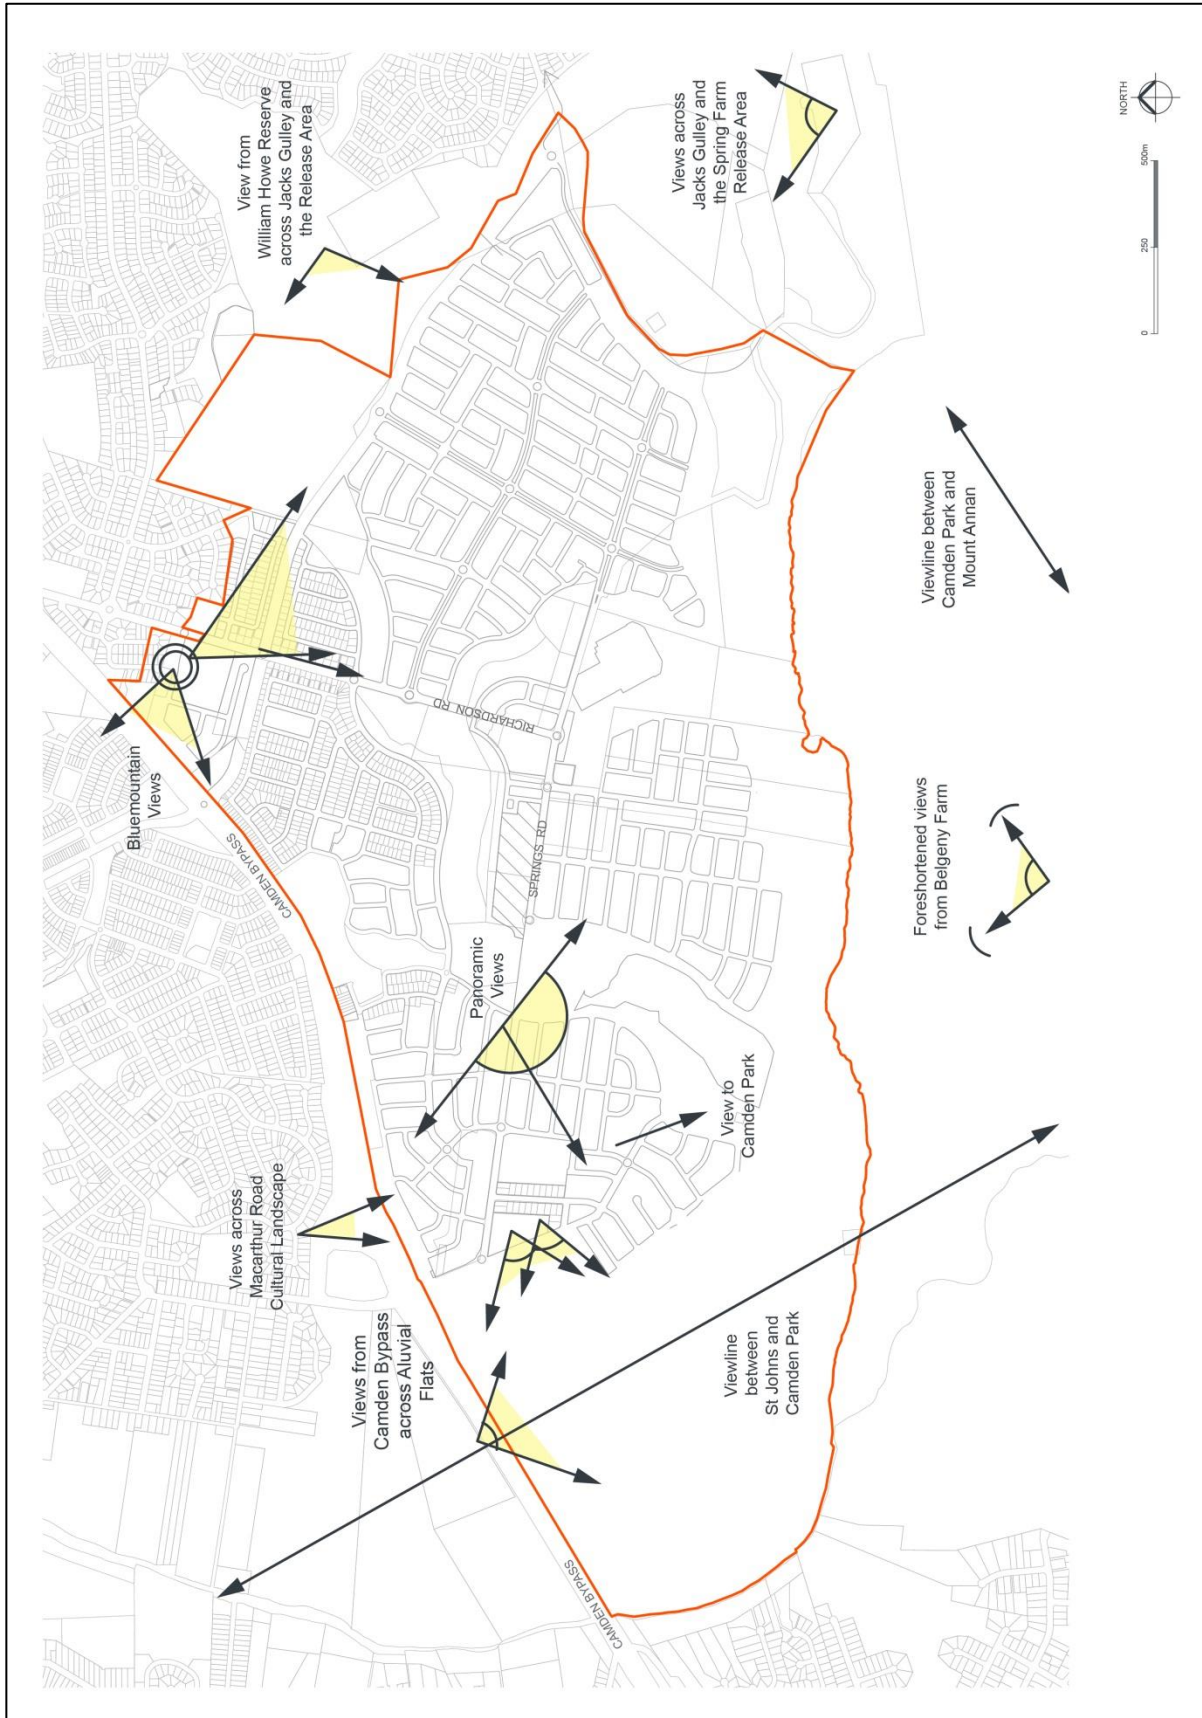 View from
William Howe Reserve
across Jacks Gulley and
the Release Area
Views across
Jacks Gulley and
the Spring Farm
Release Area
NORTH
0
250
500m
Bluemountain
Views
CAMDEN BYPASS
RICHARDSON RD
SPRINGS RD
Viewline between
Camden Park and
Mount Annan
Foreshortened views
from Belgeny Farm
Panoramic
Views
View to
Camden Park
Views across
Macarthur Road
Cultural Landscape
Views from
Camden Bypass
across Aluvial
Flats
Viewline
between
St Johns and
Camden Park
CAMDEN BYPASS